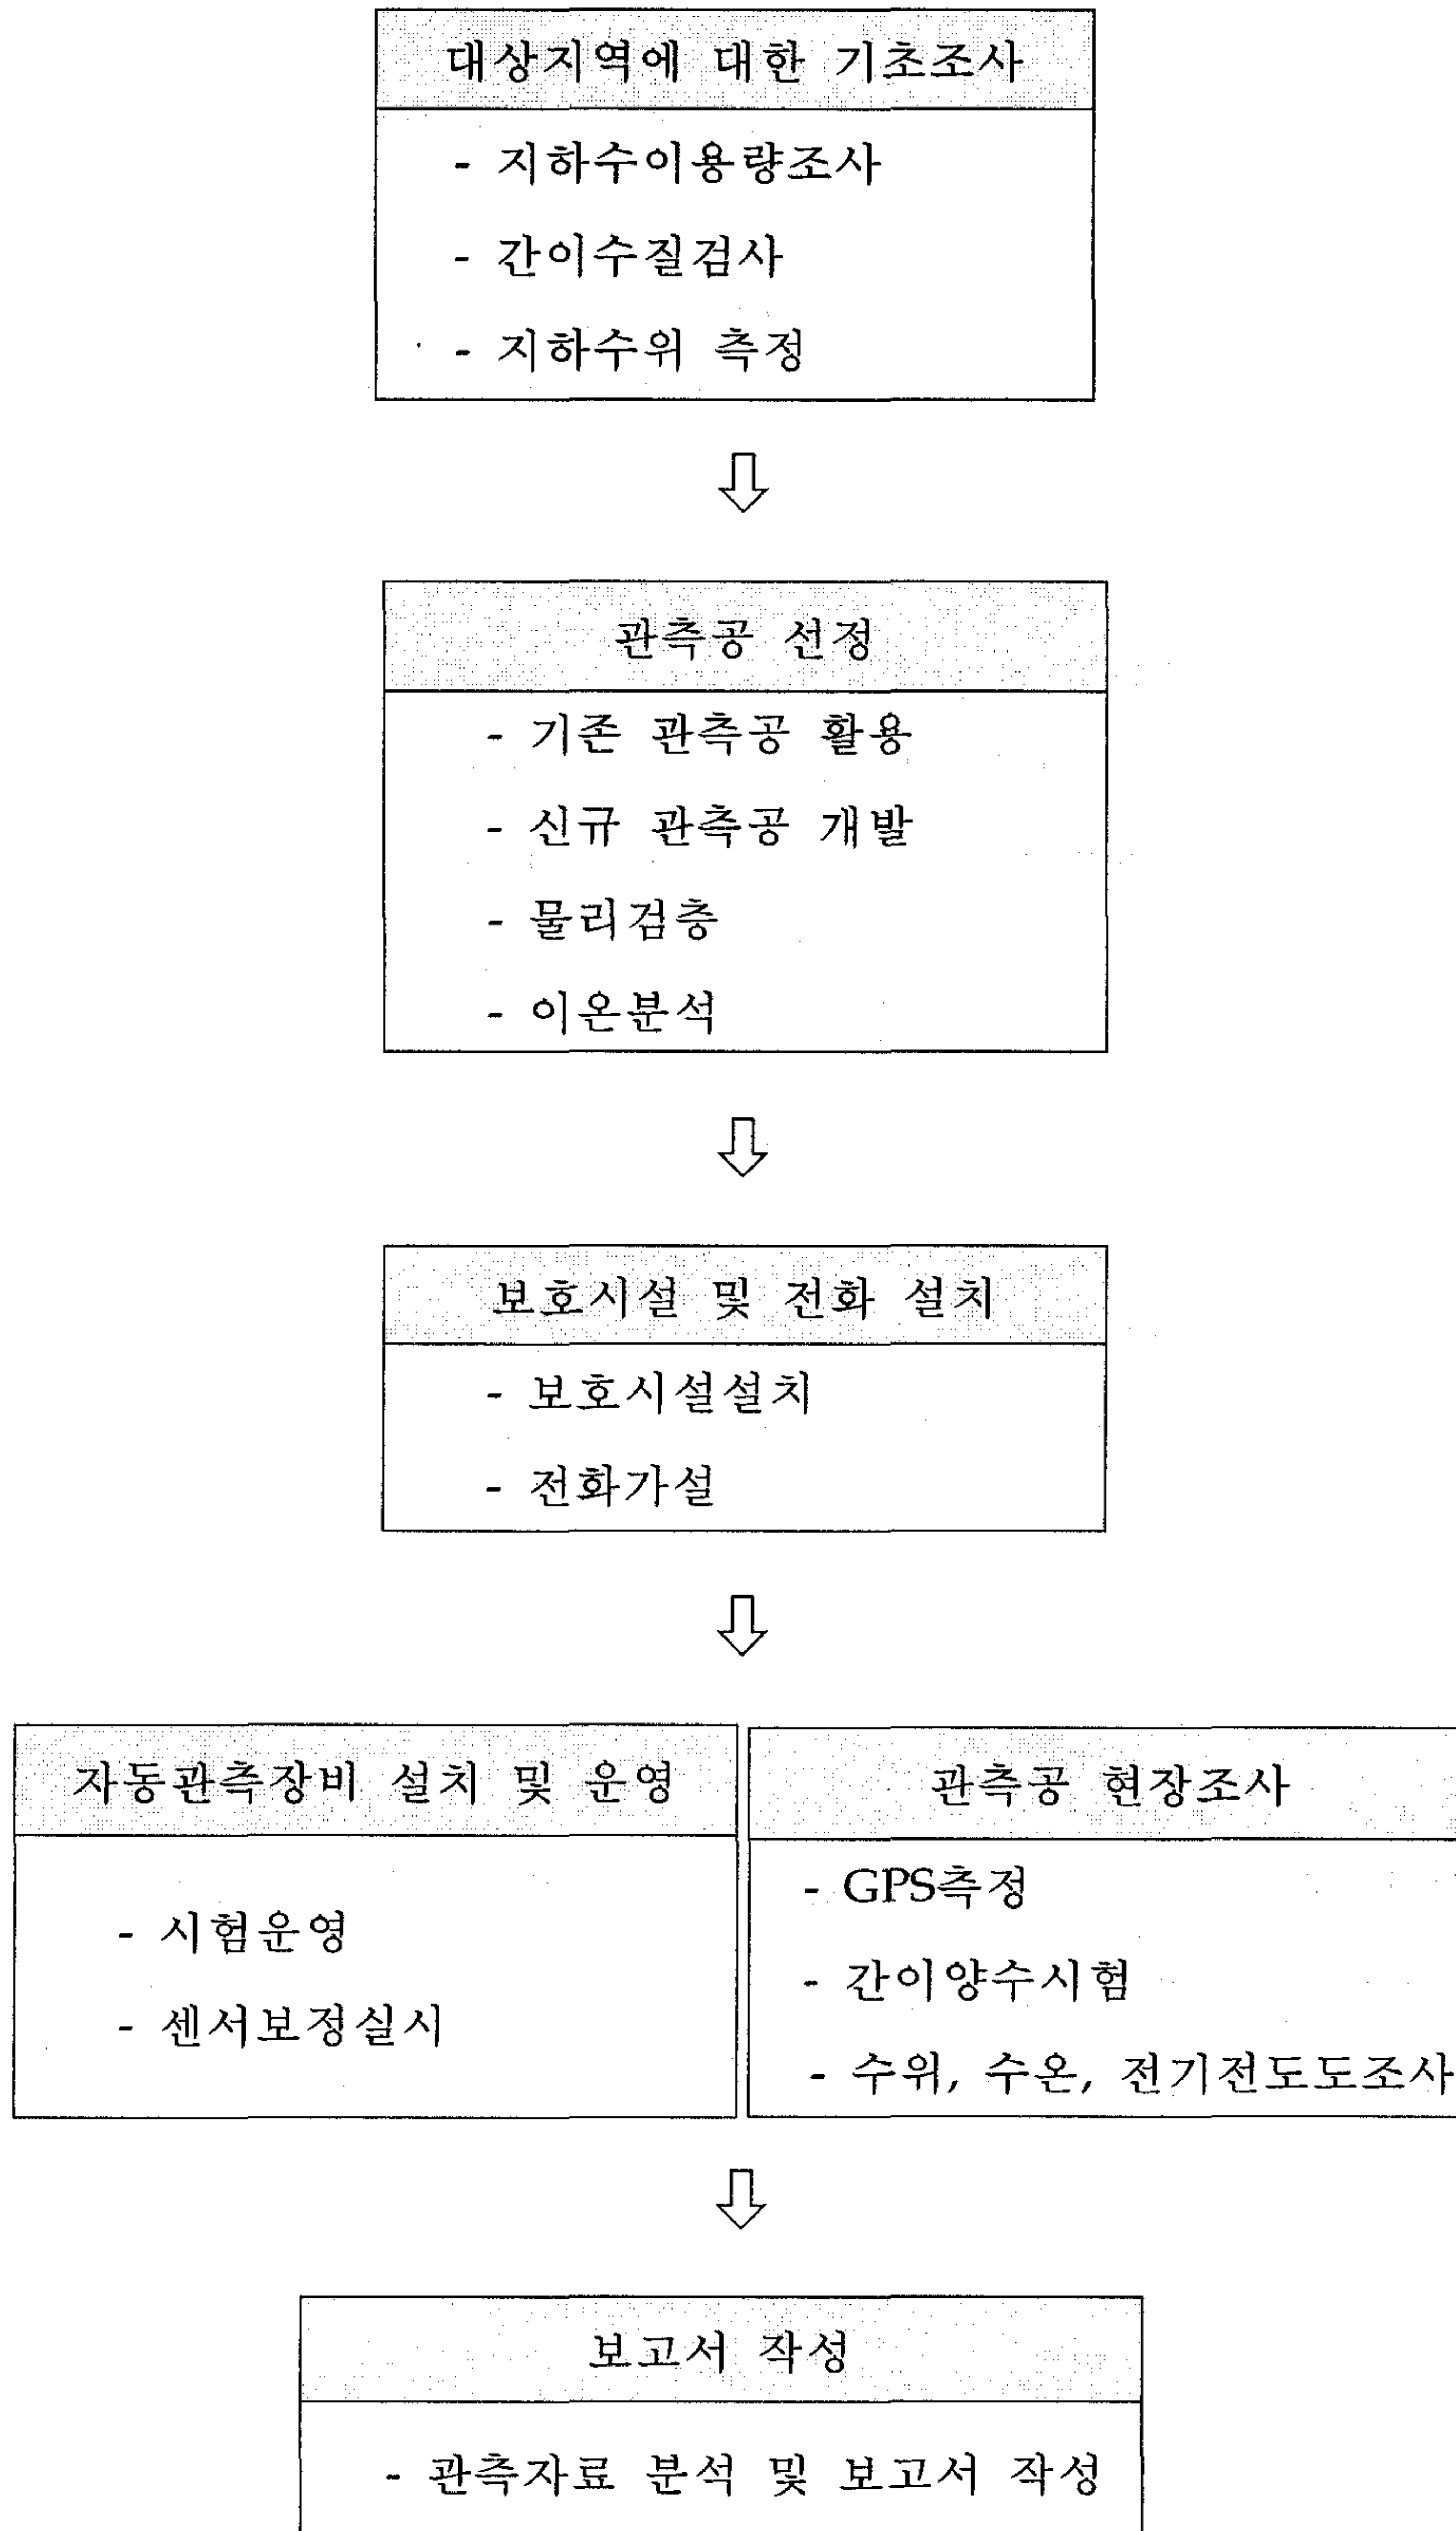 대상지역에 대한 기초조사
- 지하수이용량조사
- 간이수질검사
- 지하수위 측정
관측공 선정
- 기존 관측공 활용
- 신규 관측공 개발
- 물리검층
- 이온분석
보호시설 및 전화 설치
- 보호시설설치
- 전화가설
자동관측장비 설치 및 운영
- 시험운영
- 센서보정실시
관측공 현장조사
- GPS측정
- 간이양수시험
- 수위, 수온, 전기전도도조사
보고서 작성
- 관측자료 분석 및 보고서 작성